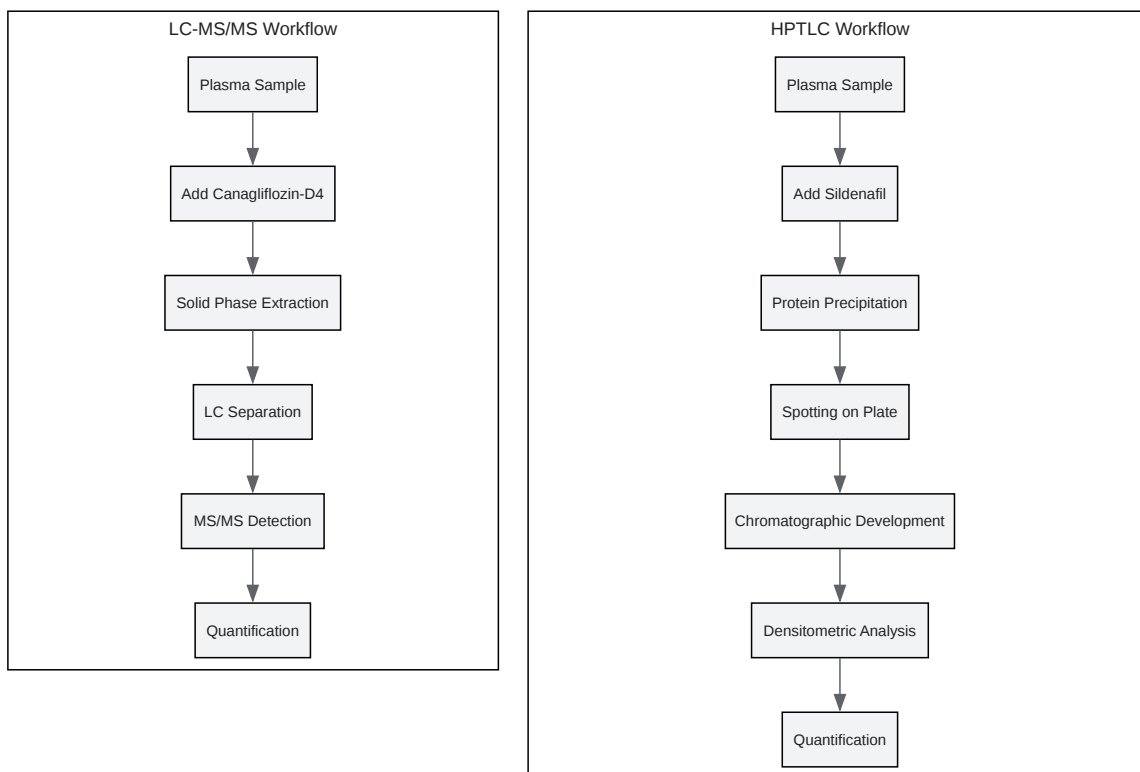 LC-MS/MS Workflow
Plasma Sample
Add Canagliflozin-D4
Solid Phase Extraction
LC Separation
MS/MS Detection
Quantification
HPTLC Workflow
Plasma Sample
Add Sildenafil
Protein Precipitation
Spotting on Plate
Chromatographic Development
Densitometric Analysis
Quantification